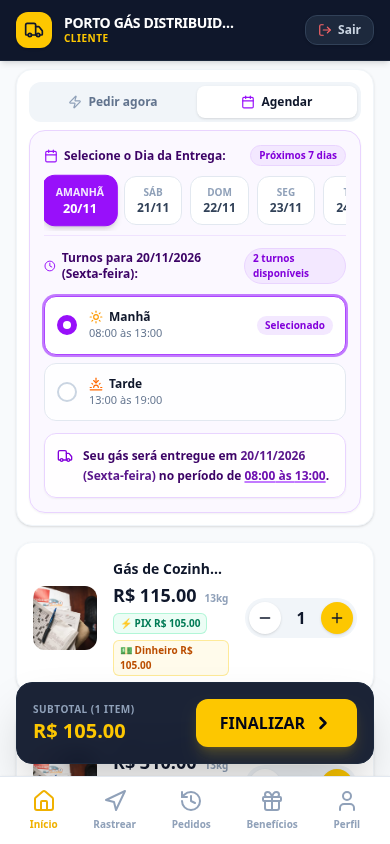 PORTO GÁS DISTRIBUID...
CLIENTE
Sair
Pedir agora
Agendar
Selecione o Dia da Entrega:
Próximos 7 dias
AMANHÃ
20/11
SÁB
21/11
DOM
22/11
SEG
23/11
24
Turnos para 20/11/2026
(Sexta-feira):
2 turnos
disponíveis
Manhã
08:00 às 13:00
Selecionado
Tarde
13:00 às 19:00
Seu gás será entregue em 20/11/2026
(Sexta-feira) no período de 08:00 às 13:00.
Gás de Cozinh...
R$ 115.00 13kg
⚡ PIX R$ 105.00
💵 Dinheiro R$
105.00
1
SUBTOTAL (1 ITEM)
R$ 105.00
FINALIZAR
R$ 310.00 13kg
Início
Rastrear
Pedidos
Benefícios
Perfil